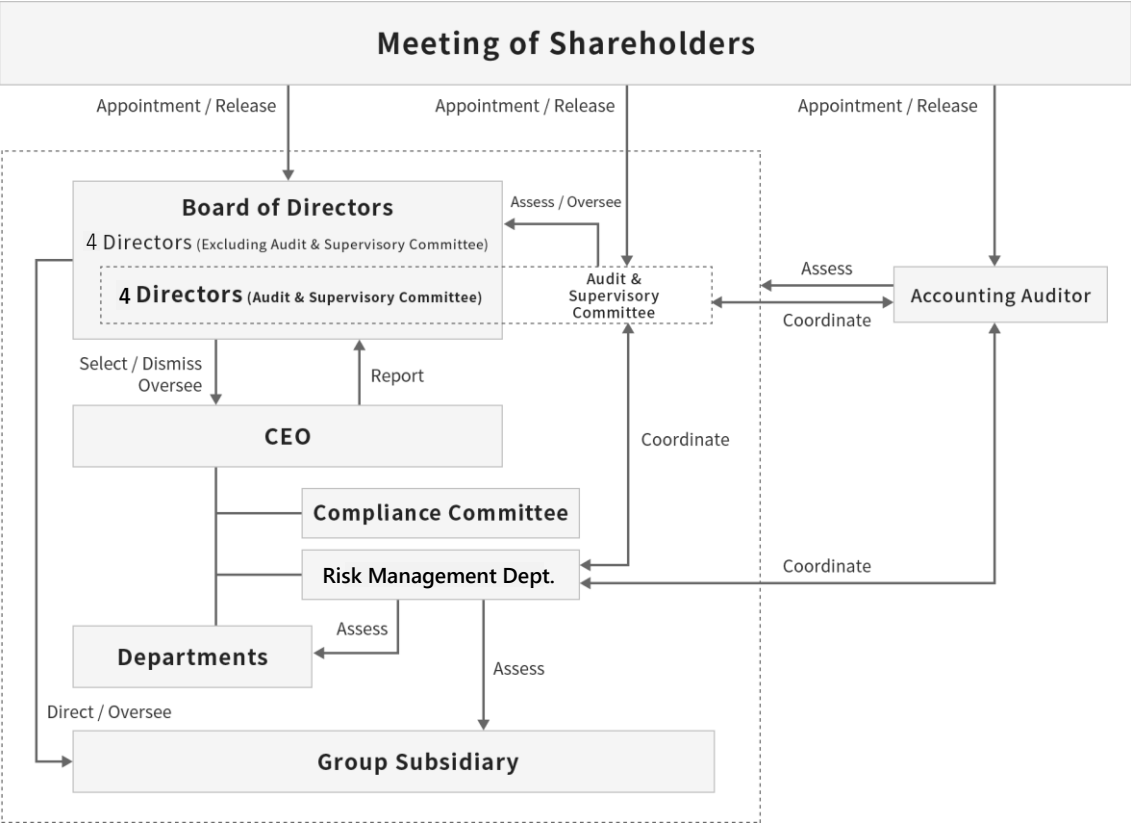 Meeting of Shareholders
Appointment / Release
Appointment / Release
Appointment / Release
Board of Directors
4 Directors (Excluding Audit & Supervisory Committee)
4 Directors (Audit & Supervisory Committee)
Assess / Oversee
Audit &
Supervisory
Committee
Assess
Coordinate
Accounting Auditor
Select / Dismiss
Oversee
Report
CEO
Coordinate
Compliance Committee
Risk Management Dept.
Coordinate
Assess
Departments
Assess
Direct / Oversee
Group Subsidiary